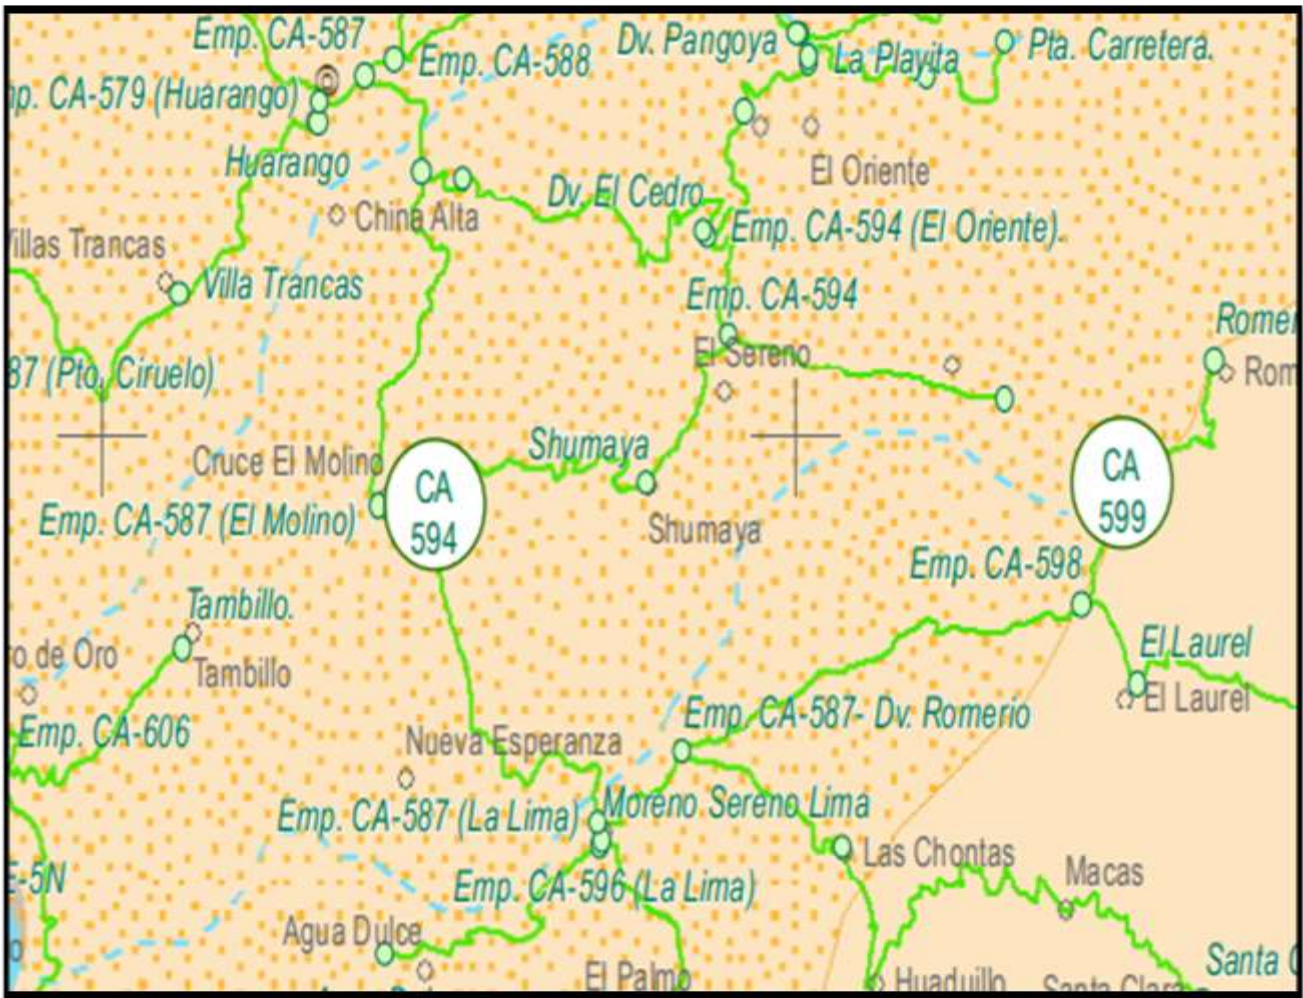 Emp. CA-587
Dv. Pangoya
Pta. Carretera.
Emp. CA-588
La Playita
CA-579 (Huarango)
Huarango
El Oriente
Dv. El Cedro
China Alta
Emp. CA-594 (El Oriente).
Trancas
Villa Trancas
Emp. CA-594
El Sereno
(Pto. Ciruelo)
Shumaya
Cruce El Molino
CA
594
CA
599
Emp. CA-587 (El Molino)
Shumaya
Emp. CA-598
Tambillo.
El Laurel
de Oro
Tambillo
El Laurel
Emp. CA-606
Nueva Esperanza
Emp. CA-587- Dv. Romerio
Emp. CA-587 (La Lima)
Moreno Sereno Lima
Las Chontas
Macas
Emp. CA-596 (La Lima)
Agua Dulce
Santa
El Palmo
Huaduillo
Santa Clara